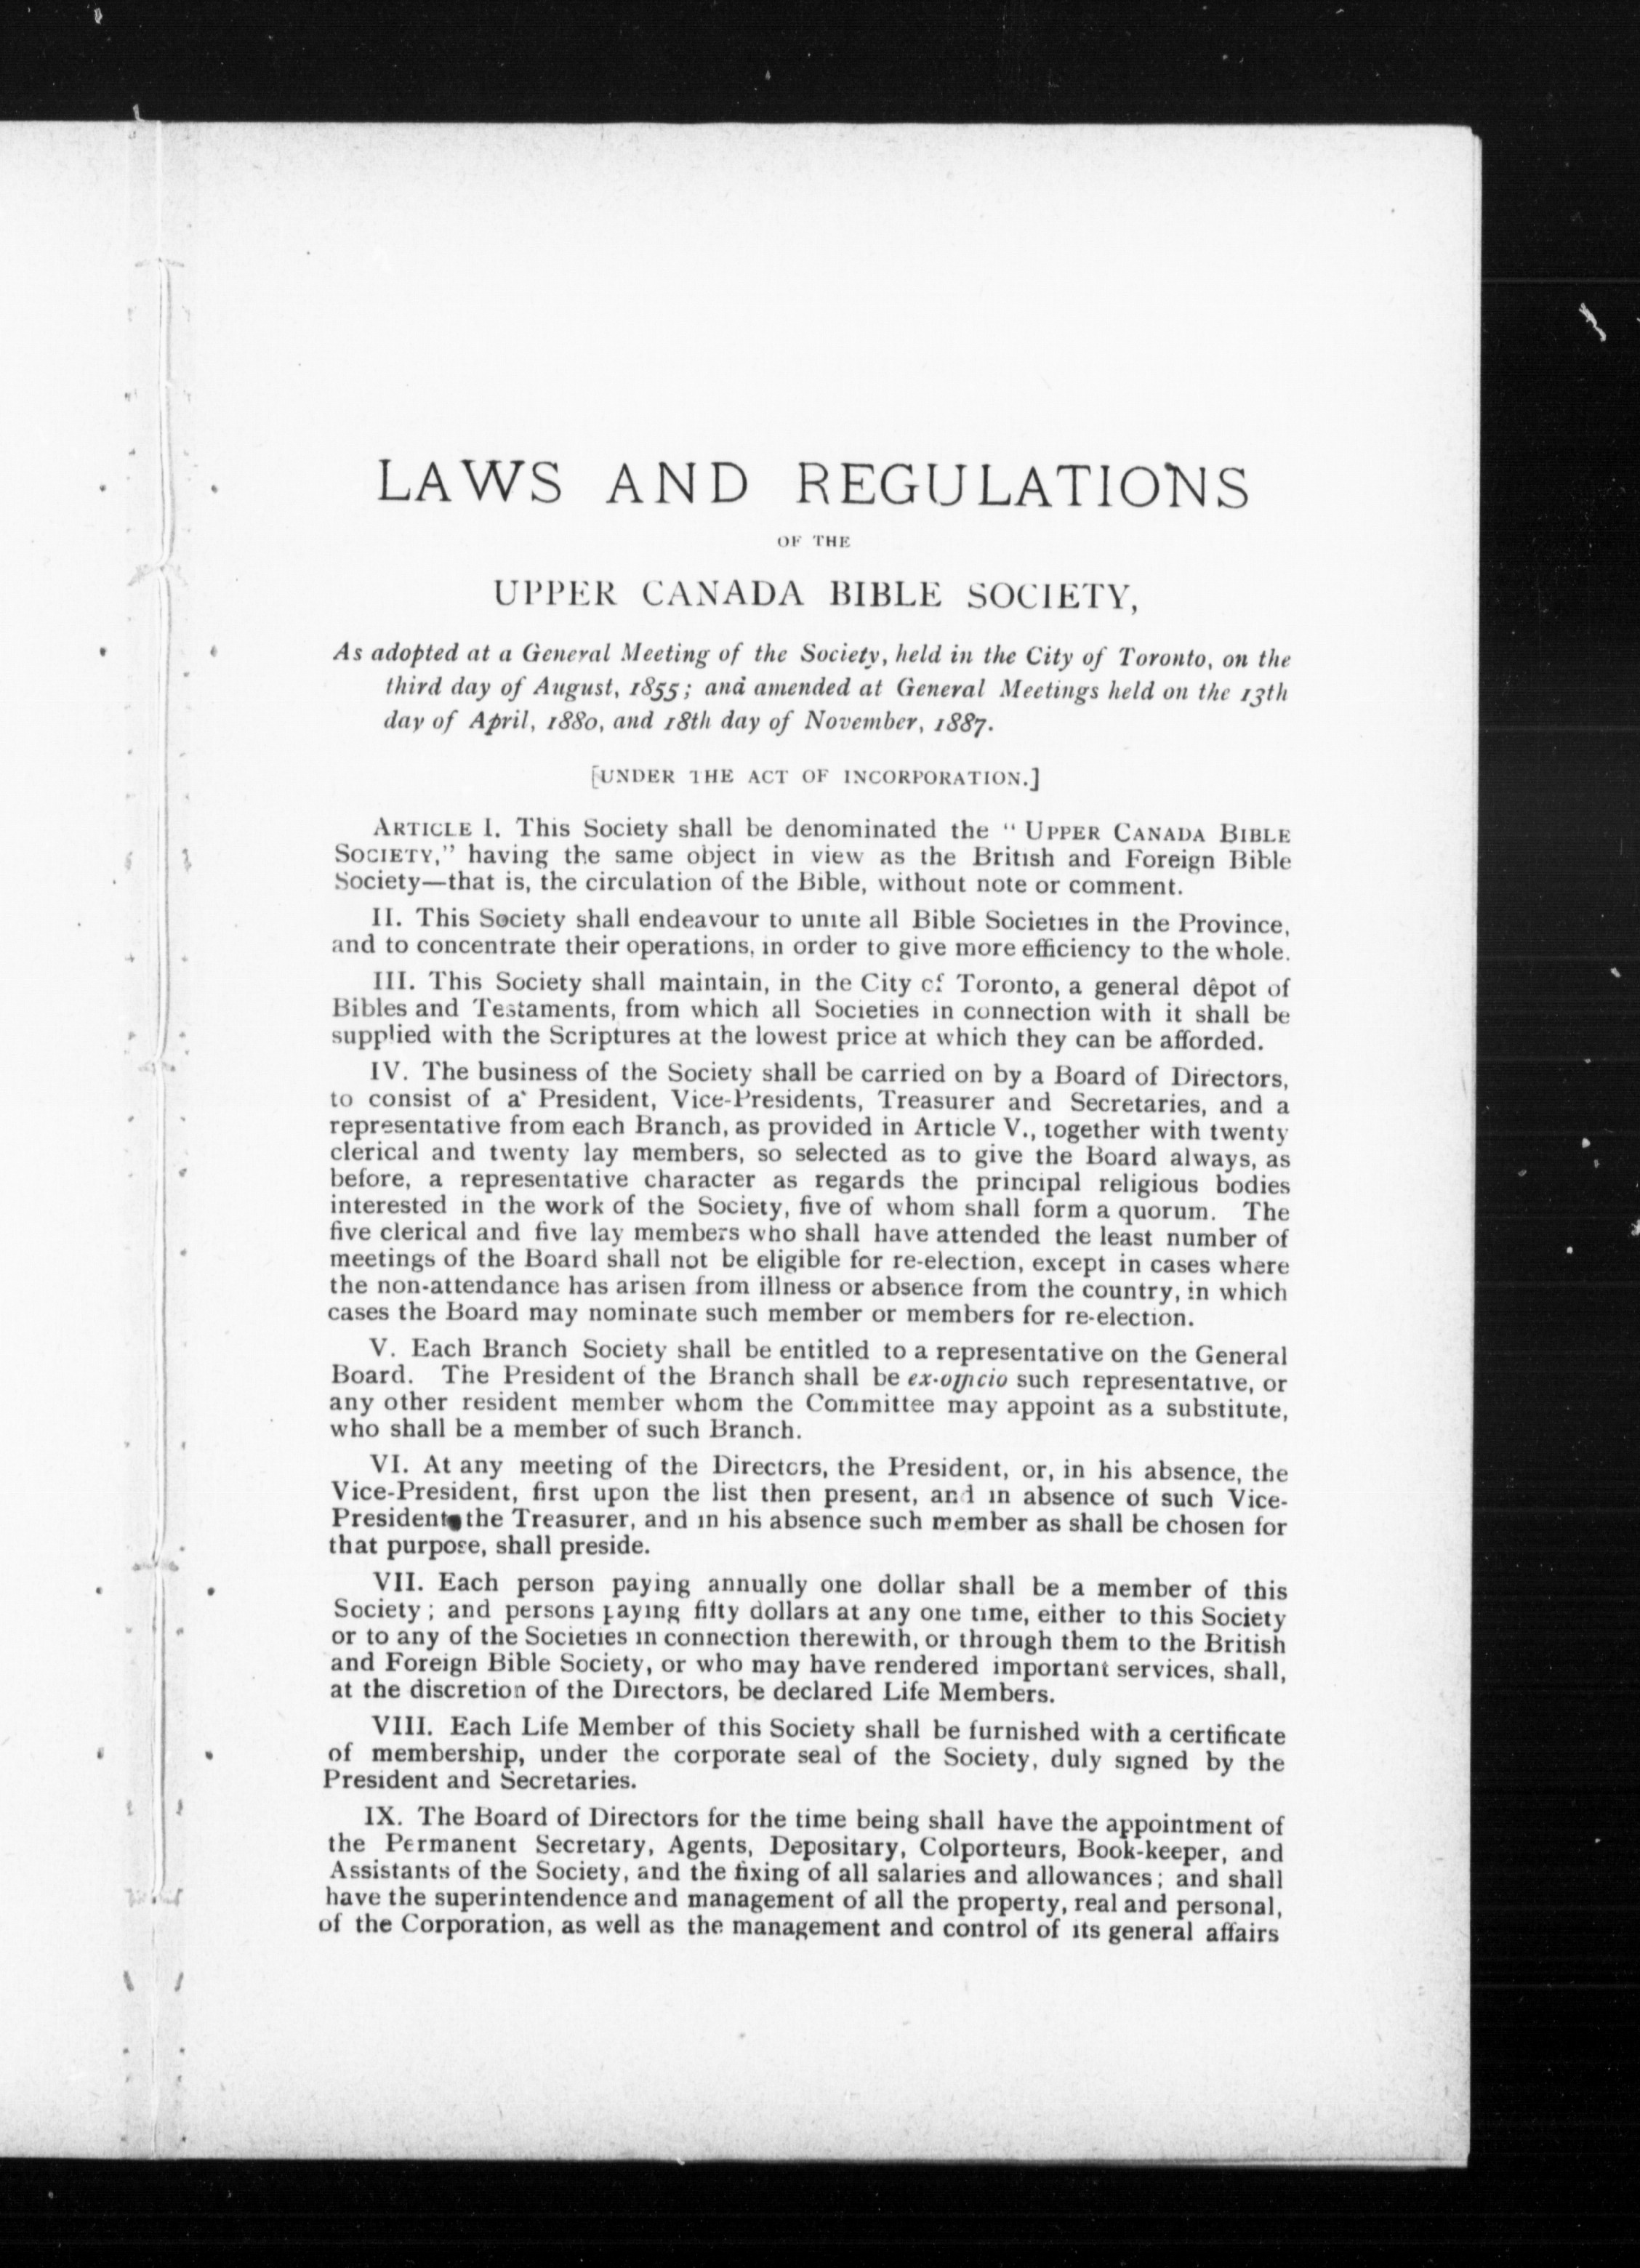 LAWS AND REGULATIONS
OF THE
UPPER CANADA BIBLE SOCIETY,
As adopted at a General Meeting of the Society, held in the City of Toronto, on the
third day of August, 1855; and amended at General Meetings held on the 13th
day of April, 1880, and 18th day of November, 1887.
[UNDER THE ACT OF INCORPORATION.]
ARTICLE I. This Society shall be denominated the " UPPER CANADA BIBLE
SOCIETY," having the same object in view as the British and Foreign Bible
Society—that is, the circulation of the Bible, without note or comment.
II. This Society shall endeavour to unite all Bible Societies in the Province,
and to concentrate their operations, in order to give more efficiency to the whole.
III. This Society shall maintain, in the City of Toronto, a general dêpot of
Bibles and Testaments, from which all Societies in connection with it shall be
supplied with the Scriptures at the lowest price at which they can be afforded.
IV. The business of the Society shall be carried on by a Board of Directors,
to consist of a President, Vice-Presidents, Treasurer and Secretaries, and a
representative from each Branch, as provided in Article V., together with twenty
clerical and twenty lay members, so selected as to give the Board always, as
before, a representative character as regards the principal religious bodies
interested in the work of the Society, five of whom shall form a quorum. The
five clerical and five lay members who shall have attended the least number of
meetings of the Board shall not be eligible for re-election, except in cases where
the non-attendance has arisen from illness or absence from the country, in which
cases the Board may nominate such member or members for re-election.
V. Each Branch Society shall be entitled to a representative on the General
Board. The President of the Branch shall be ex-officio such representative, or
any other resident member whom the Committee may appoint as a substitute,
who shall be a member of such Branch.
VI. At any meeting of the Directors, the President, or, in his absence, the
Vice-President, first upon the list then present, and in absence of such Vice-
President the Treasurer, and in his absence such member as shall be chosen for
that purpose, shall preside.
VII. Each person paying annually one dollar shall be a member of this
Society; and persons paying fifty dollars at any one time, either to this Society
or to any of the Societies in connection therewith, or through them to the British
and Foreign Bible Society, or who may have rendered important services, shall,
at the discretion of the Directors, be declared Life Members.
VIII. Each Life Member of this Society shall be furnished with a certificate
of membership, under the corporate seal of the Society, duly signed by the
President and Secretaries.
IX. The Board of Directors for the time being shall have the appointment of
the Permanent Secretary, Agents, Depositary, Colporteurs, Book-keeper, and
Assistants of the Society, and the fixing of all salaries and allowances; and shall
have the superintendence and management of all the property, real and personal,
of the Corporation, as well as the management and control of its general affairs